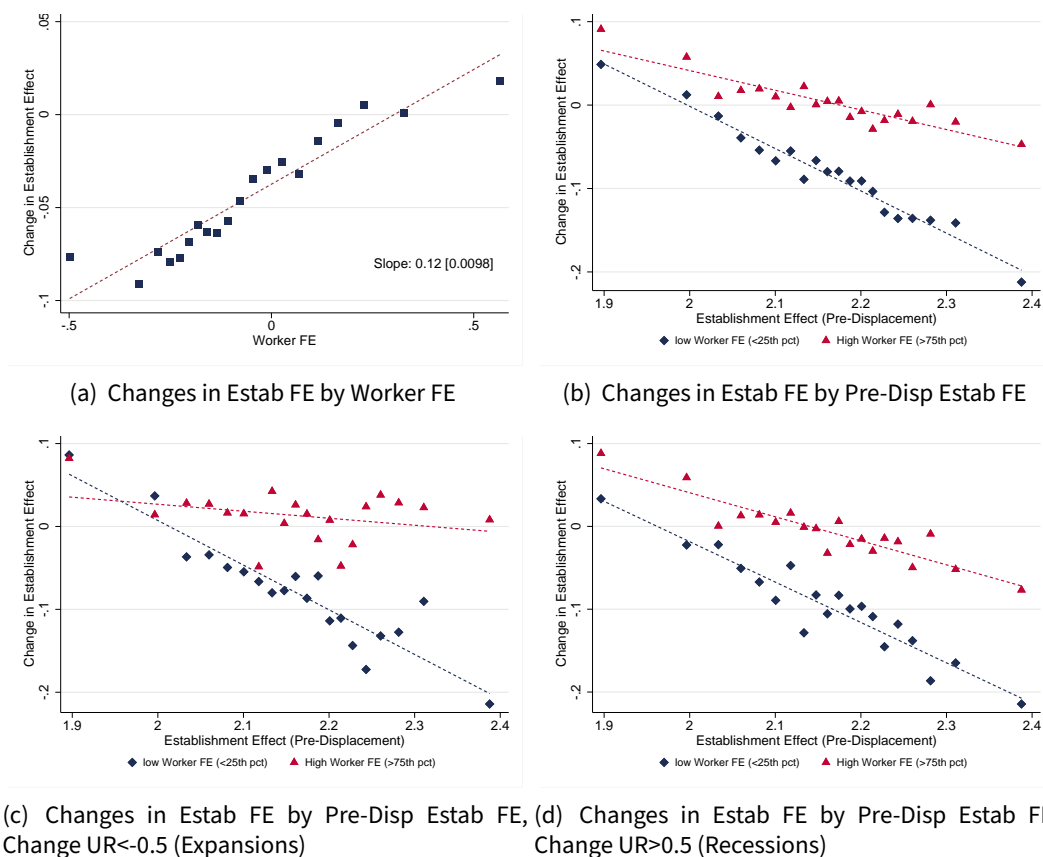 Change in Establishment Effect
.05
0
-.05
-.1
Slope: 0.12 [0.0098]
-.5 0 .5
Worker FE
(a) Changes in Estab FE by Worker FE
Change in Establishment Effect
.1
0
-.1
-.2
1.9 2 2.1 2.2 2.3 2.4
Establishment Effect (Pre-Displacement)
low Worker FE (<25th pct) High Worker FE (>75th pct)
(b) Changes in Estab FE by Pre-Disp Estab FE
Change in Establishment Effect
.1
0
-.1
-.2
1.9 2 2.1 2.2 2.3 2.4
Establishment Effect (Pre-Displacement)
low Worker FE (<25th pct) High Worker FE (>75th pct)
(c) Changes in Estab FE by Pre-Disp Estab FE,
Change UR<-0.5 (Expansions)
Change in Establishment Effect
.1
0
-.1
-.2
1.9 2 2.1 2.2 2.3 2.4
Establishment Effect (Pre-Displacement)
low Worker FE (<25th pct) High Worker FE (>75th pct)
(d) Changes in Estab FE by Pre-Disp Estab
Change UR>0.5 (Recessions)